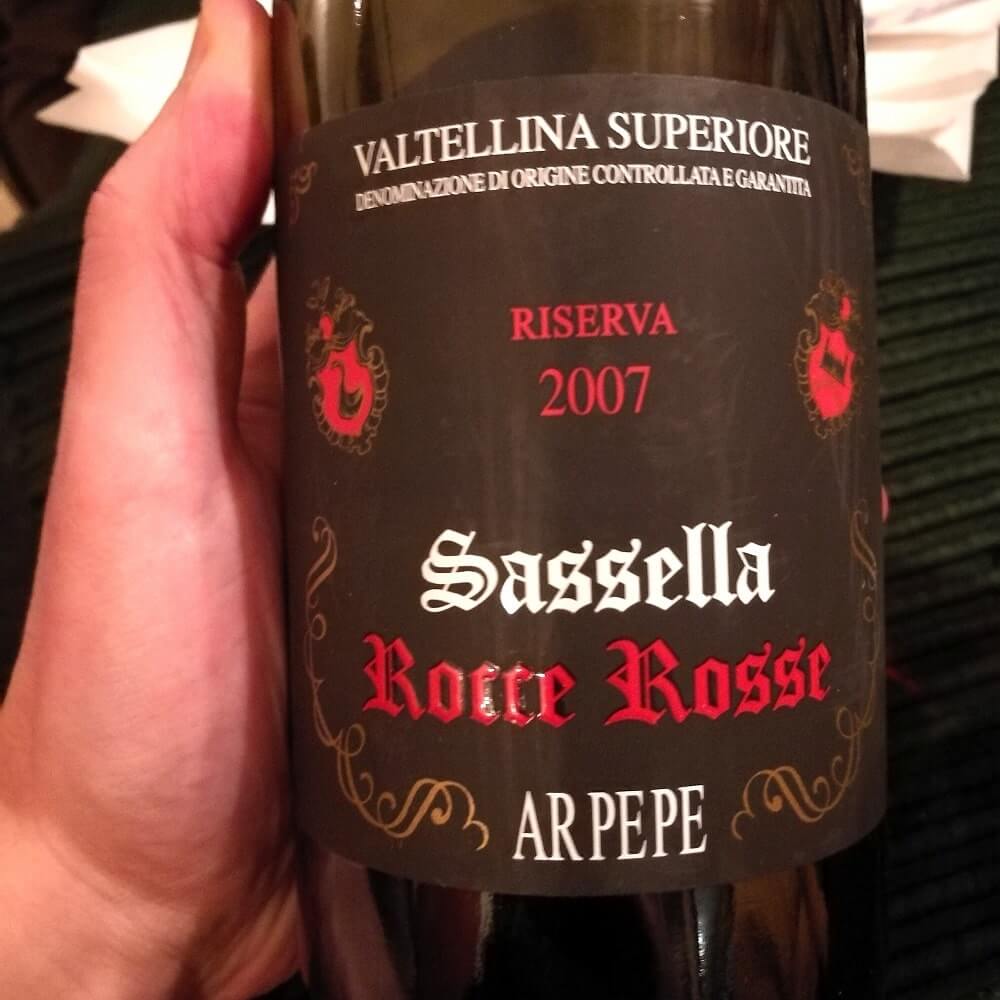 VALTELLINA SUPERIORE
DENOMINAZIONE DI ORIGINE CONTROLLATA E GARANTITA
RISERVA
2007
Sassella
Rocce Rosse
AR PE PE